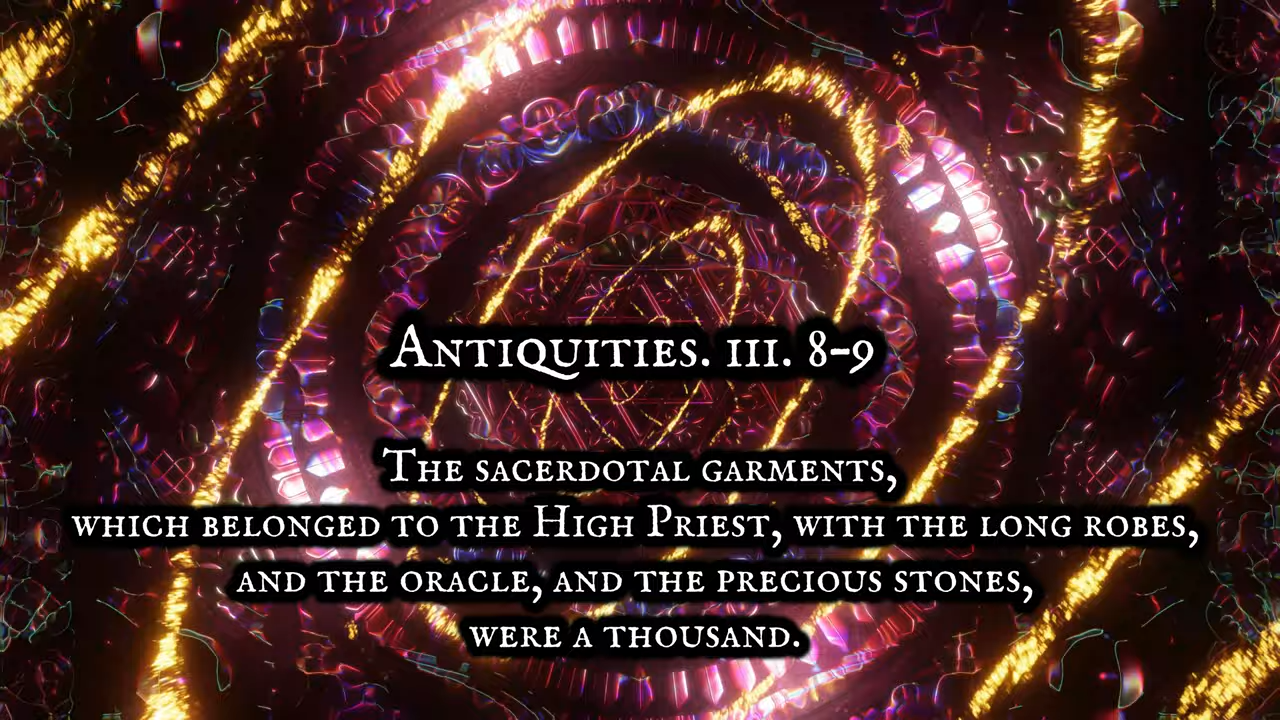 Antiquities. III. 8-9
The sacerdotal garments,
which belonged to the High Priest, with the long robes,
and the oracle, and the precious stones,
were a thousand.